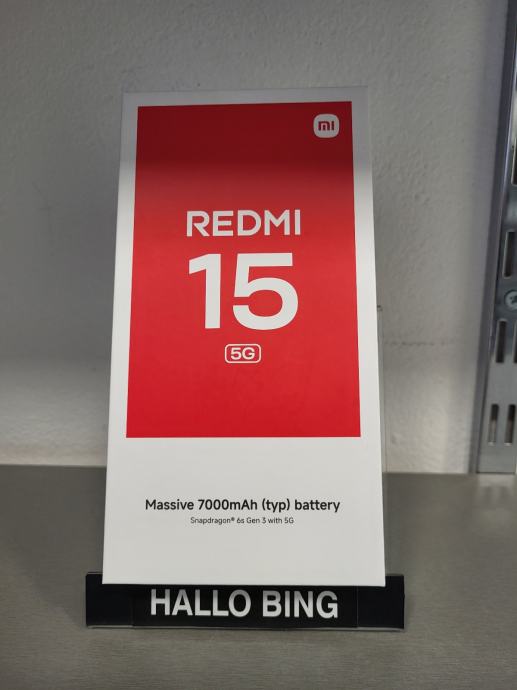 mi
REDMI
15
5G
Massive 7000mAh (typ) battery
Snapdragon® 6s Gen 3 with 5G
HALLO BING